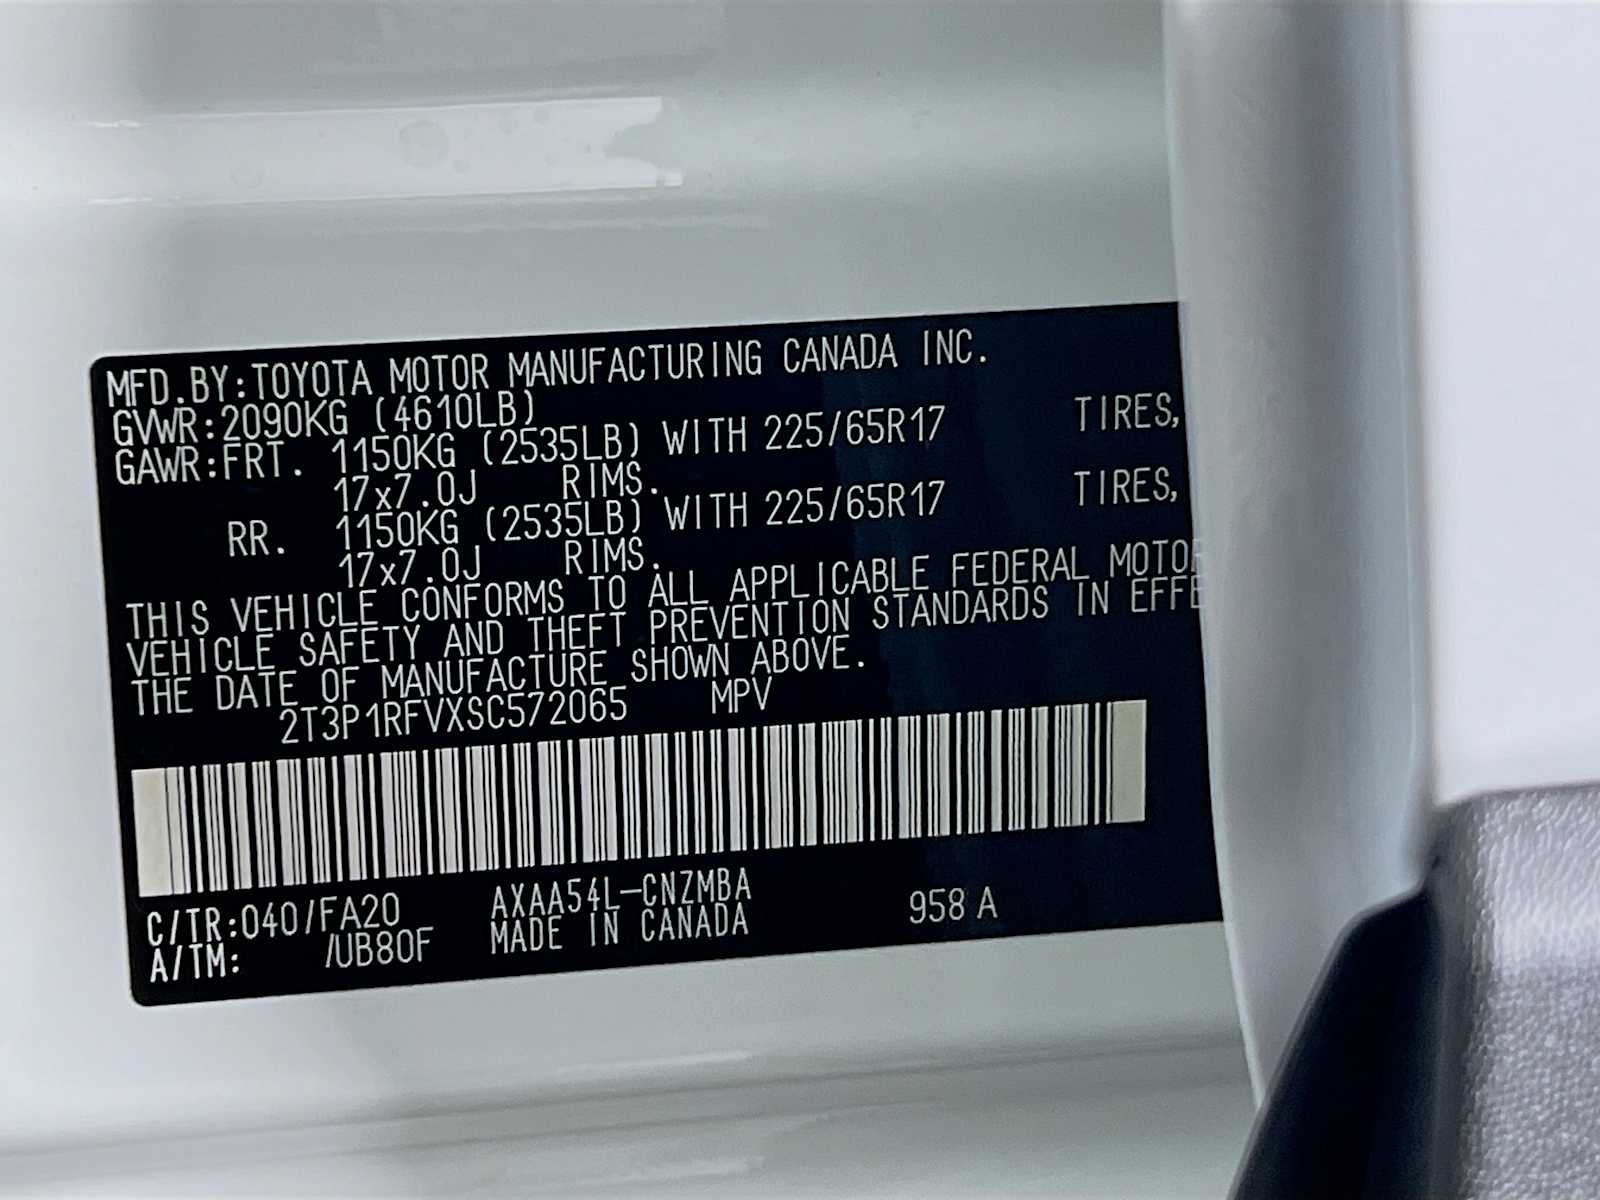 MFD.BY:TOYOTA MOTOR MANUFACTURING CANADA INC.
GVWR:2090KG (4610LB)
GAWR:FRT. 1150KG (2535LB) WITH 225/65R17 TIRES,
17x7.0J RIMS.
RR. 1150KG (2535LB) WITH 225/65R17 TIRES,
17x7.0J RIMS.
THIS VEHICLE CONFORMS TO ALL APPLICABLE FEDERAL MOTOR
VEHICLE SAFETY AND THEFT PREVENTION STANDARDS IN EFFE
THE DATE OF MANUFACTURE SHOWN ABOVE.
2T3P1RFVXSC572065 MPV
C/TR:040/FA20 AXAA54L-CNZMBA
A/TM: /UB80F MADE IN CANADA 958 A